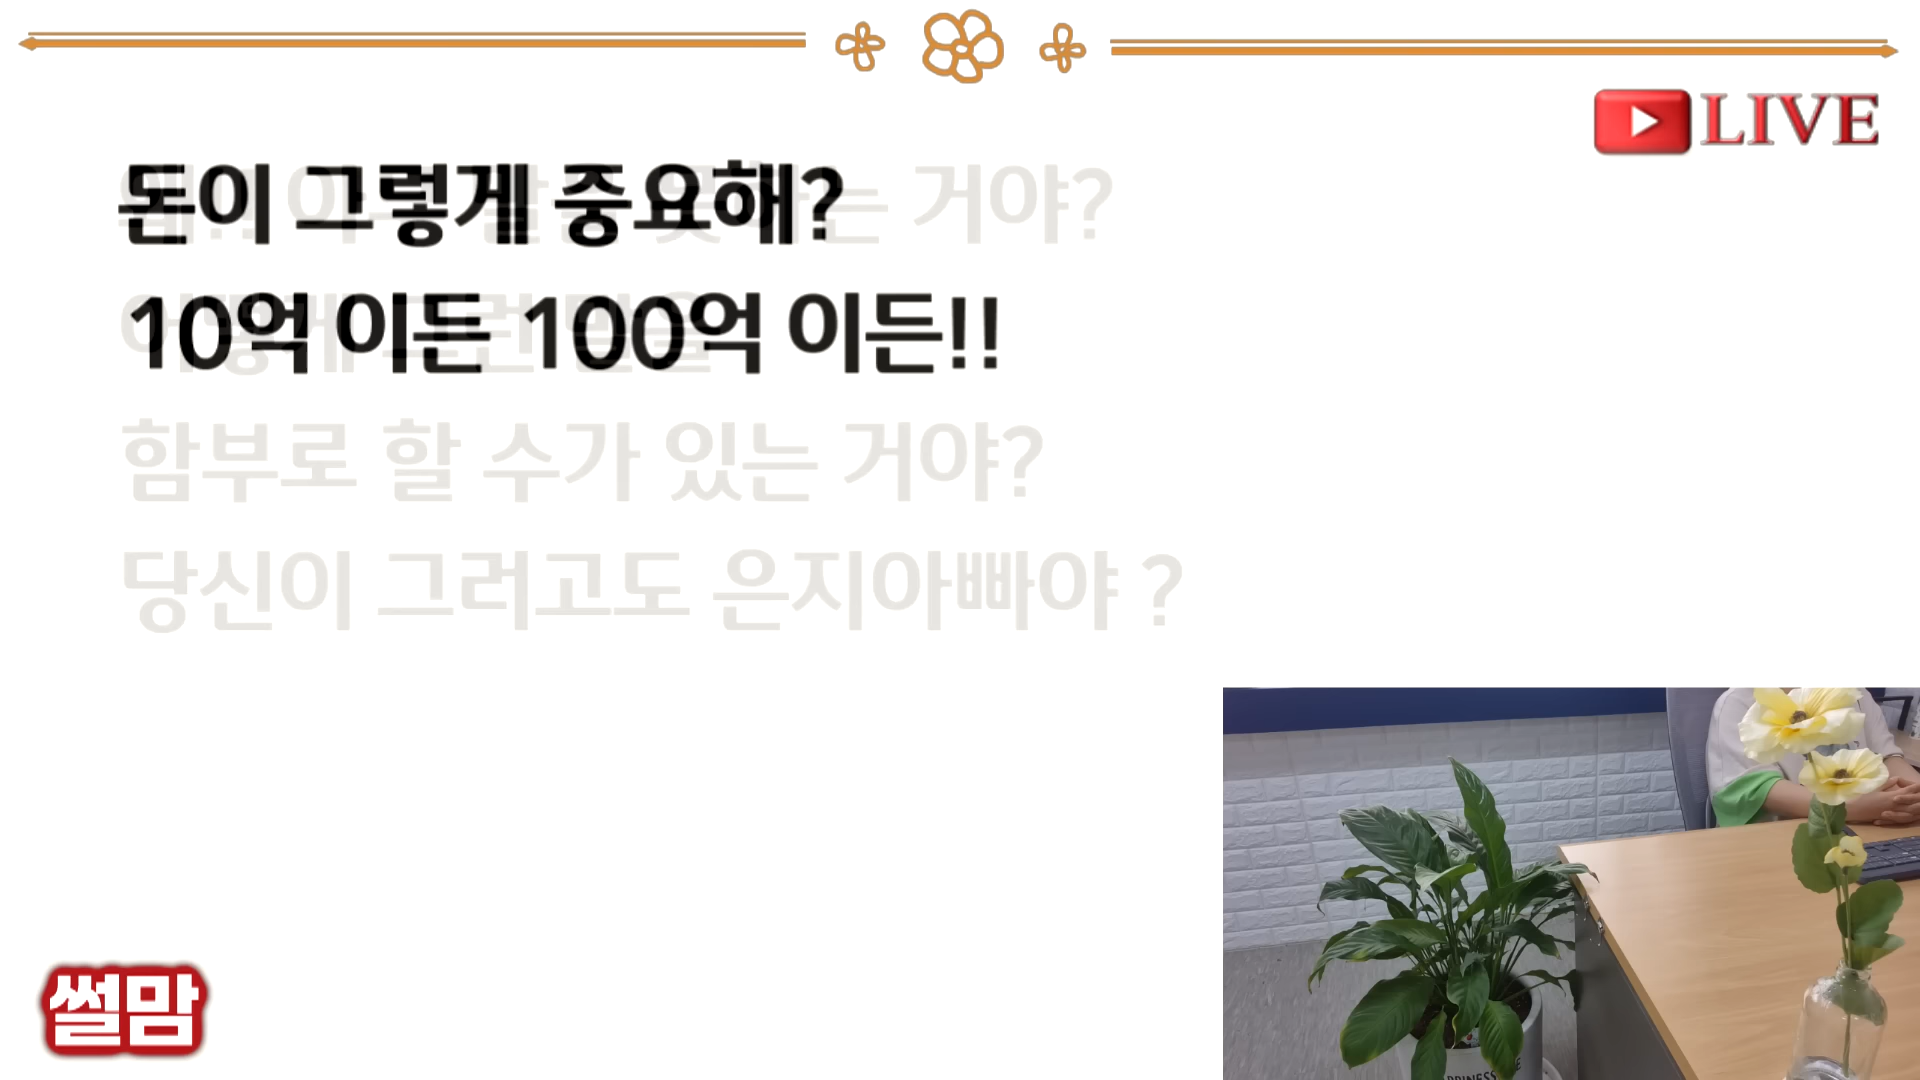 LIVE
돈이 그렇게 중요해?
거야?
10억 이든 100억 이든!!
함부로 할 수가 있는 거야?
당신이 그러고도 은지아빠야 ?
썰맘